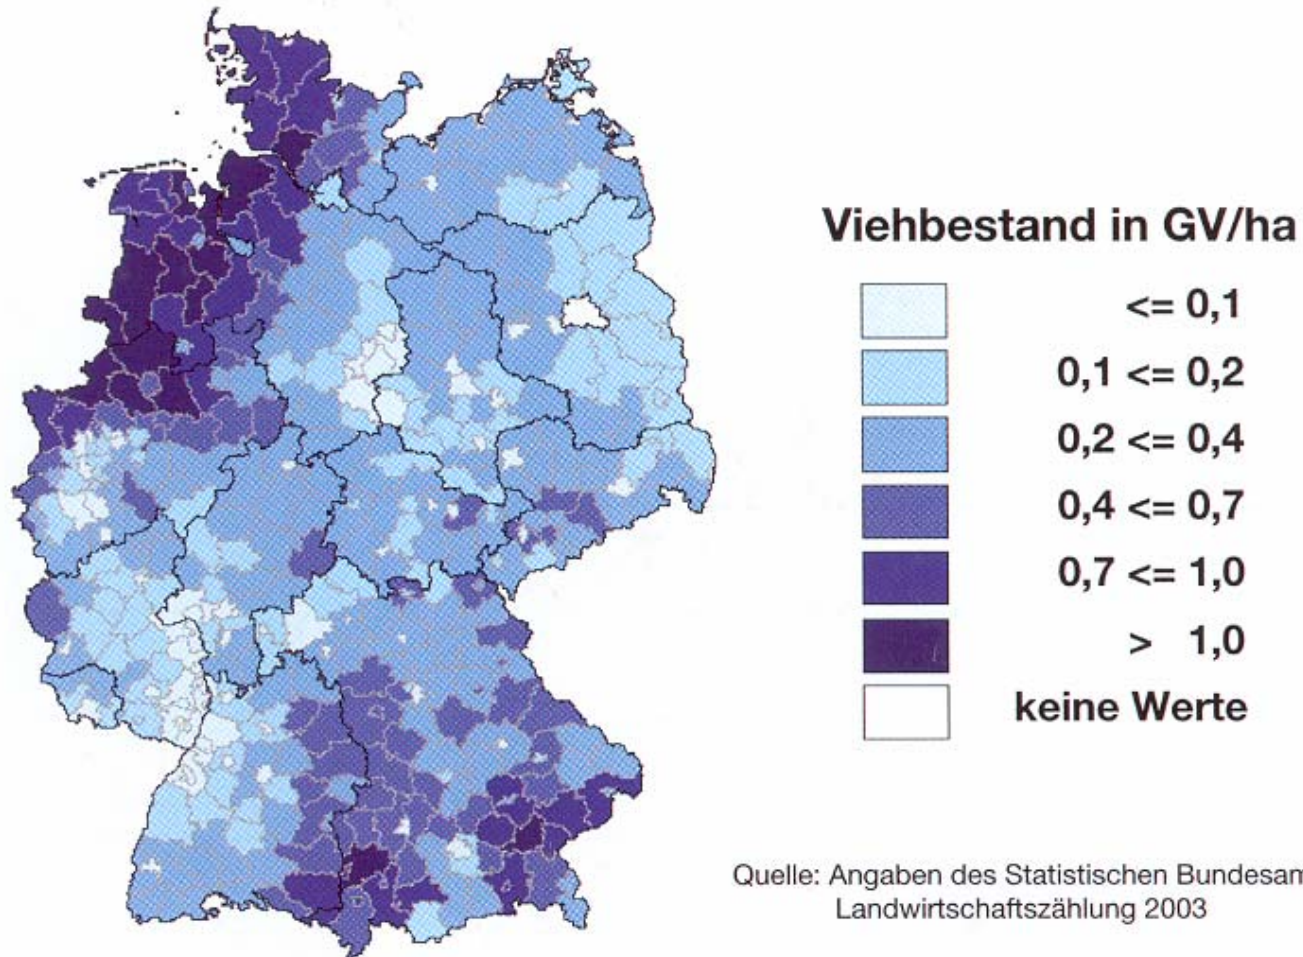 Viehbestand in GV/ha
<= 0,1
0,1 <= 0,2
0,2 <= 0,4
0,4 <= 0,7
0,7 <= 1,0
> 1,0
keine Werte
Quelle: Angaben des Statistischen Bundesam
Landwirtschaftszählung 2003